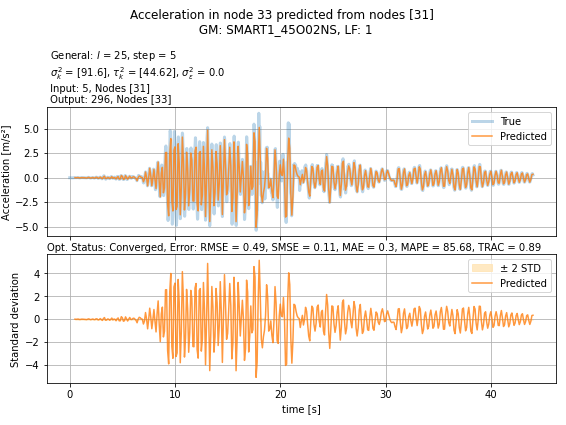 Acceleration in node 33 predicted from nodes [31]
GM: SMART1_45O02NS, LF: 1
General: l = 25, step = 5
σ²ₖ = [91.6], τ²ₖ = [44.62], σ²ε = 0.0
Input: 5, Nodes [31]
Output: 296, Nodes [33]
Acceleration [m/s²]
5.0
2.5
0.0
−2.5
−5.0
True
Predicted
Opt. Status: Converged, Error: RMSE = 0.49, SMSE = 0.11, MAE = 0.3, MAPE = 85.68, TRAC = 0.89
Standard deviation
4
2
0
−2
−4
± 2 STD
Predicted
0
10
20
30
40
time [s]